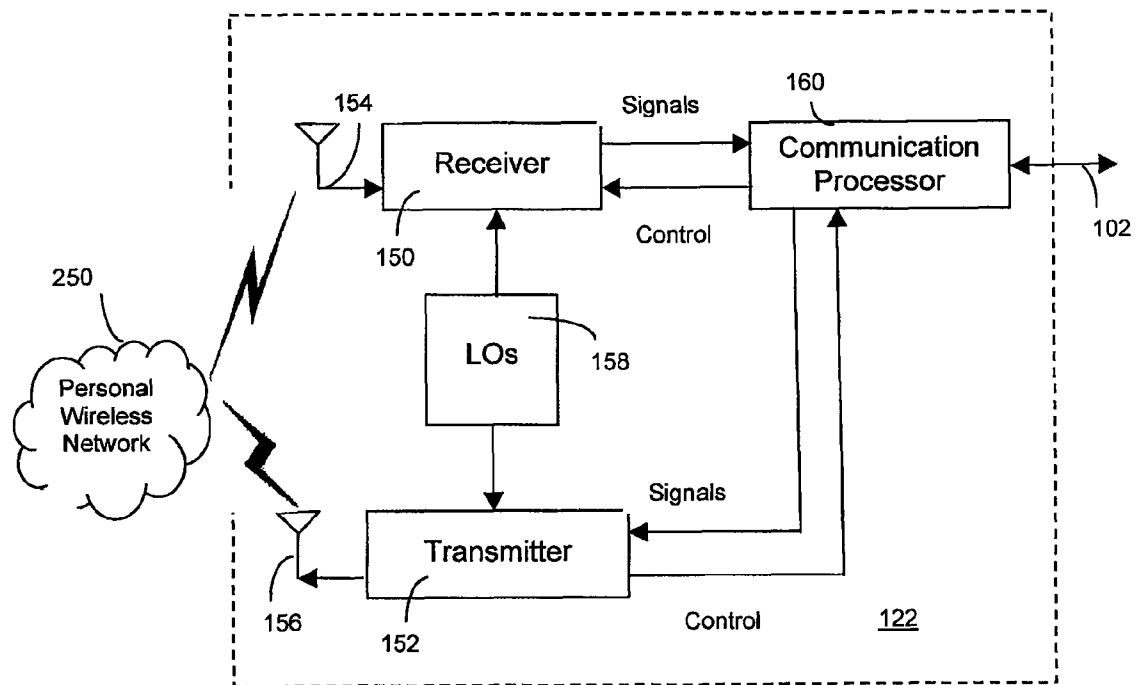 160
154
Signals
Receiver
Communication
Processor
150
Control
102
250
LOs
158
Personal
Wireless
Network
Signals
Transmitter
156
152
Control
122